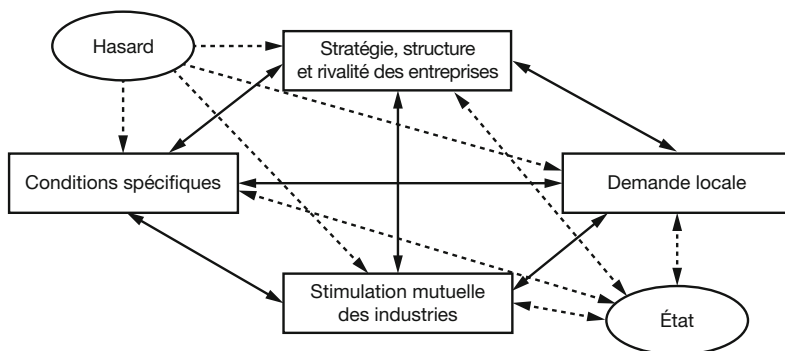 Hasard
Stratégie, structure
et rivalité des entreprises
Conditions spécifiques
Demande locale
Stimulation mutuelle
des industries
État